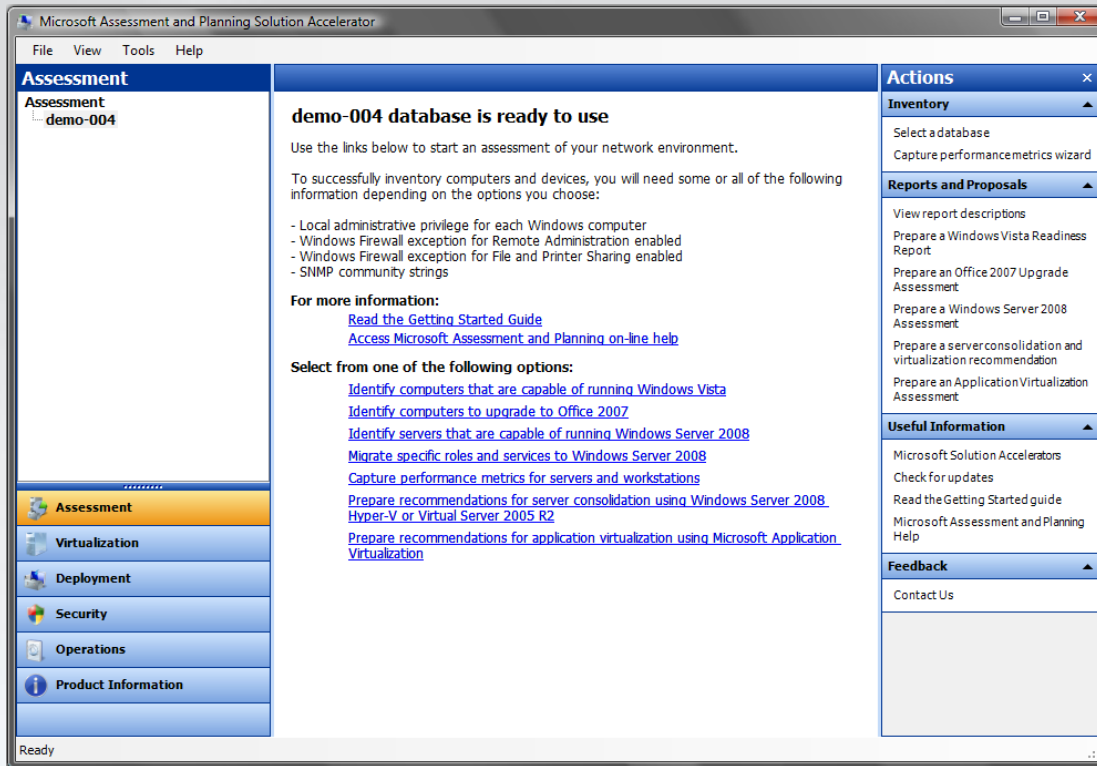 Microsoft Assessment and Planning Solution Accelerator
File View Tools Help
Assessment
Assessment
demo-004
Assessment
Virtualization
Deployment
Security
Operations
Product Information
demo-004 database is ready to use
Use the links below to start an assessment of your network environment.
To successfully inventory computers and devices, you will need some or all of the following
information depending on the options you choose:
- Local administrative privilege for each Windows computer
- Windows Firewall exception for Remote Administration enabled
- Windows Firewall exception for File and Printer Sharing enabled
- SNMP community strings
For more information:
Read the Getting Started Guide
Access Microsoft Assessment and Planning on-line help
Select from one of the following options:
Identify computers that are capable of running Windows Vista
Identify computers to upgrade to Office 2007
Identify servers that are capable of running Windows Server 2008
Migrate specific roles and services to Windows Server 2008
Capture performance metrics for servers and workstations
Prepare recommendations for server consolidation using Windows Server 2008
Hyper-V or Virtual Server 2005 R2
Prepare recommendations for application virtualization using Microsoft Application
Virtualization
Actions
Inventory
Select a database
Capture performance metrics wizard
Reports and Proposals
View report descriptions
Prepare a Windows Vista Readiness
Report
Prepare an Office 2007 Upgrade
Assessment
Prepare a Windows Server 2008
Assessment
Prepare a server consolidation and
virtualization recommendation
Prepare an Application Virtualization
Assessment
Useful Information
Microsoft Solution Accelerators
Check for updates
Read the Getting Started guide
Microsoft Assessment and Planning
Help
Feedback
Contact Us
Ready